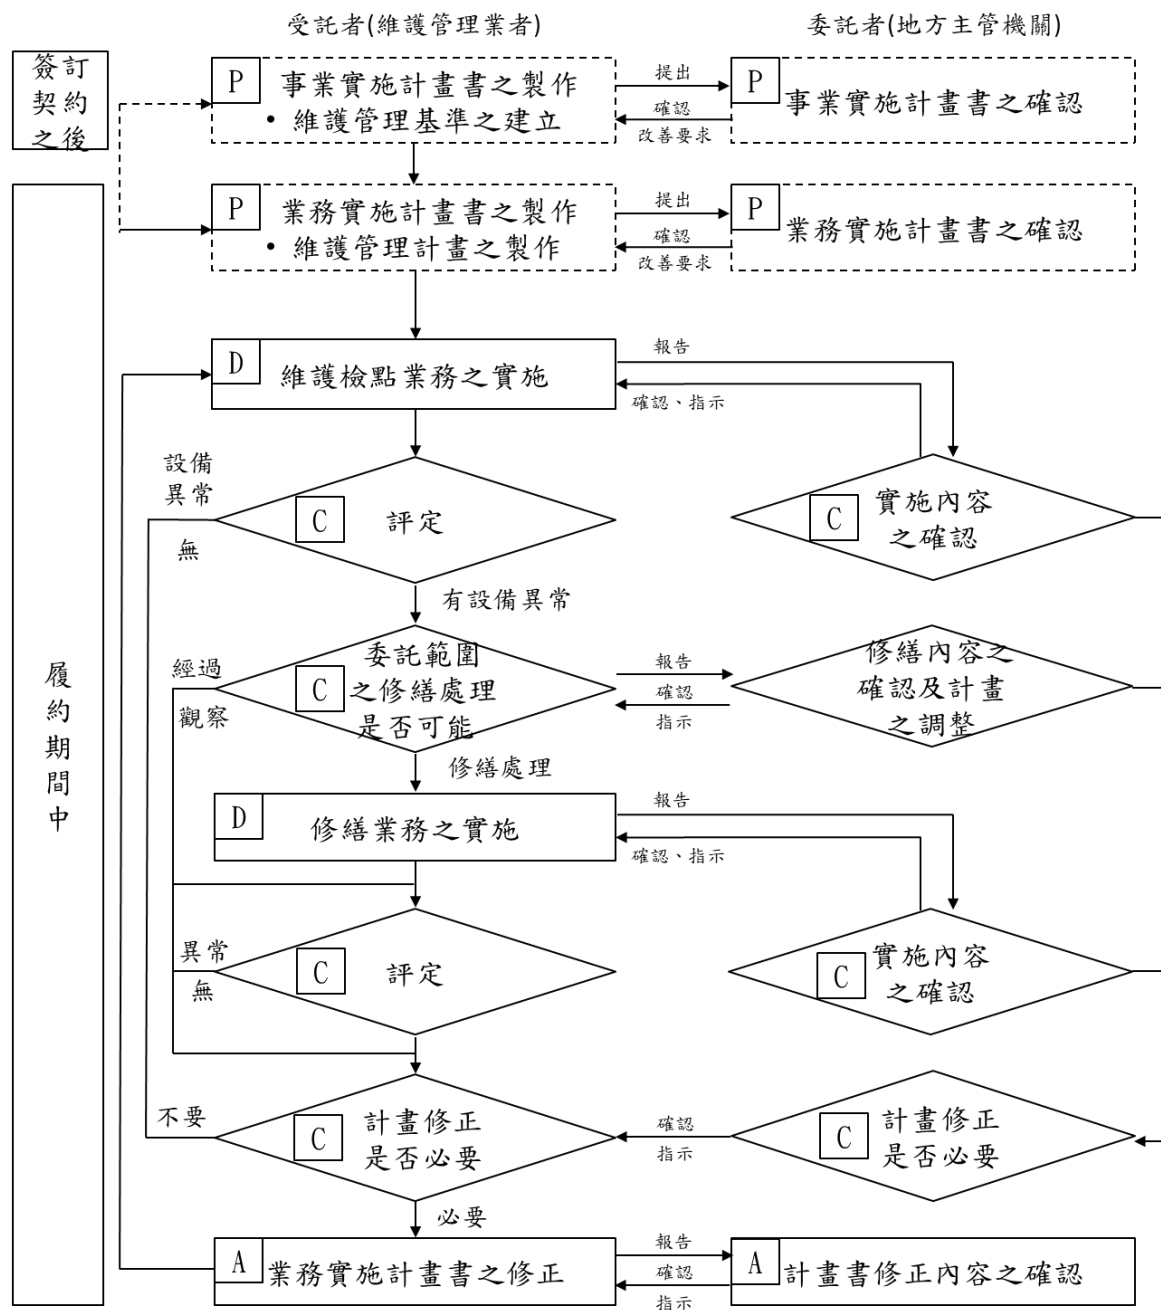 受託者(維護管理業者)
委託者(地方主管機關)
簽訂
契約
之後
P
事業實施計畫書之製作
• 維護管理基準之建立
提出
確認
改善要求
P
事業實施計畫書之確認
履
約
期
間
中
P
業務實施計畫書之製作
• 維護管理計畫之製作
提出
確認
改善要求
P
業務實施計畫書之確認
D
維護檢點業務之實施
報告
確認、指示
設備
異常
無
C
評定
C
實施內容
之確認
有設備異常
經過
觀察
C
委託範圍
之修繕處理
是否可能
報告
確認
指示
修繕內容之
確認及計畫
之調整
修繕處理
D
修繕業務之實施
報告
確認、指示
異常
無
C
評定
C
實施內容
之確認
不要
C
計畫修正
是否必要
確認
指示
C
計畫修正
是否必要
必要
A
業務實施計畫書之修正
報告
確認
指示
A
計畫書修正內容之確認